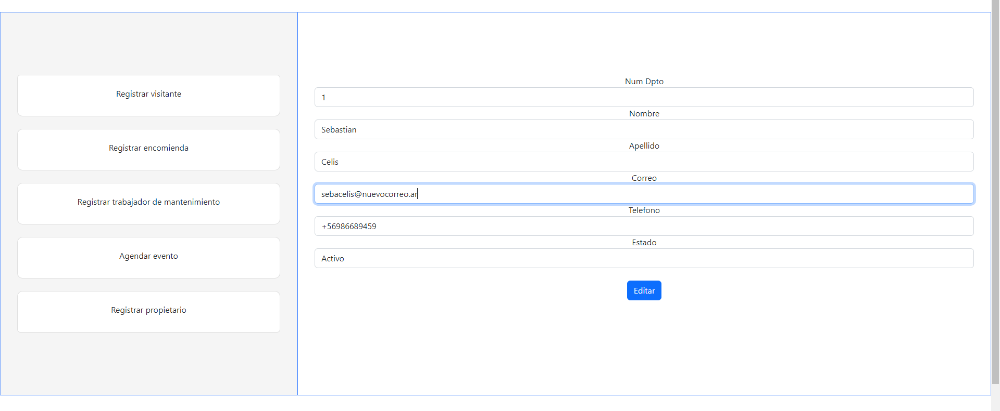 Registrar visitante
Registrar encomienda
Registrar trabajador de mantenimiento
Agendar evento
Registrar propietario
Num Dpto
1
Nombre
Sebastian
Apellido
Celis
Correo
sebacelis@nuevocorreo.ar
Telefono
+56986689459
Estado
Activo
Editar